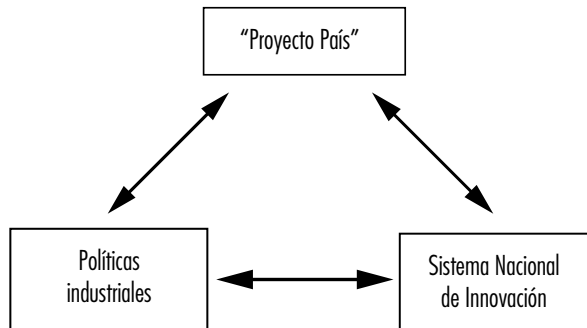 “Proyecto País”
Políticas
industriales
Sistema Nacional
de Innovación